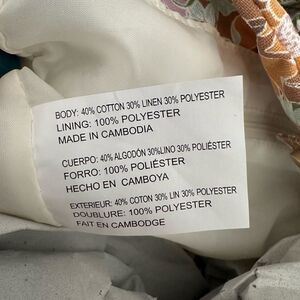 BODY: 40% COTTON 30% LINEN 30% POLYESTER
LINING: 100% POLYESTER
MADE IN CAMBODIA
CUERPO: 40% ALGODÓN 30%LINO 30% POLIÉSTER
FORRO: 100% POLIÉSTER
HECHO EN CAMBOYA
EXTERIEUR: 40% COTON 30% LIN 30% POLYESTER
DOUBLURE: 100% POLYESTER
FAIT EN CAMBODGE